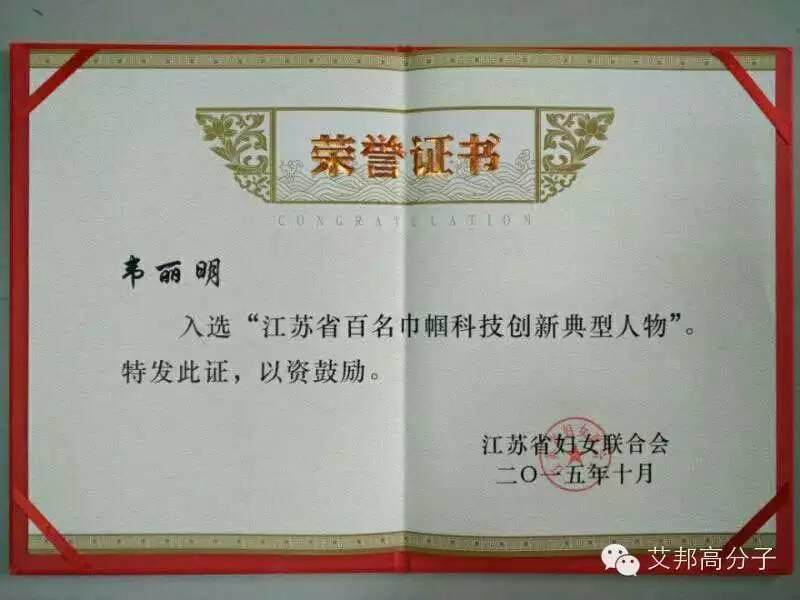 荣誉证书
CONGRATULATION
韦丽明
入选“江苏省百名巾帼科技创新典型人物”。
特发此证，以资鼓励。
江苏省妇女联合会
二〇一五年十月
艾邦高分子